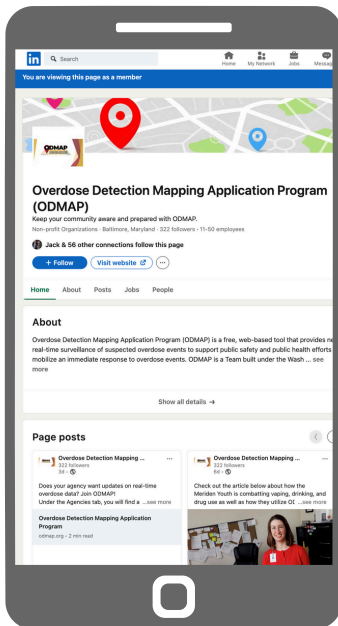 in
Search
Home
My Network
Jobs
Messag
You are viewing this page as a member
ODMAP
Overdose Detection Mapping Application Program
(ODMAP)
Keep your community aware and prepared with ODMAP.
Non-profit Organizations · Baltimore, Maryland · 322 followers · 11-50 employees
Jack & 56 other connections follow this page
+ Follow
Visit website
Home About Posts Jobs People
About
Overdose Detection Mapping Application Program (ODMAP) is a free, web-based tool that provides ne
real-time surveillance of suspected overdose events to support public safety and public health efforts
mobilize an immediate response to overdose events. ODMAP is a Team built under the Wash ... see
more
Show all details →
Page posts
Overdose Detection Mapping ...
322 followers
3d ·
Does your agency want updates on real-time
overdose data? Join ODMAP!
Under the Agencies tab, you will find a ...see more
Overdose Detection Mapping Application
Program
odmap.org · 2 min read
Overdose Detection Mapping ...
322 followers
6d ·
Check out the article below about how the
Meriden Youth is combatting vaping, drinking, and
drug use as well as how they utilize OD ...see more